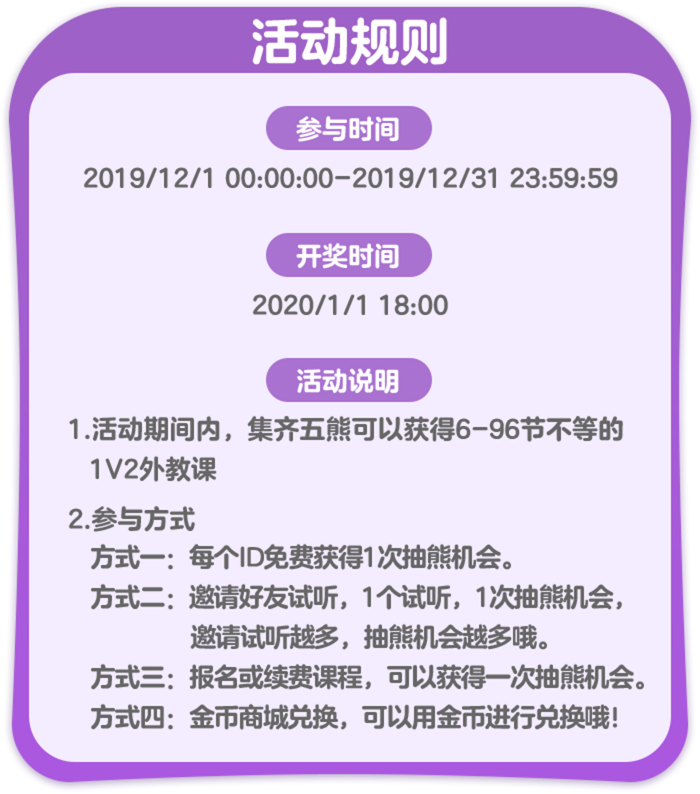 活动规则
参与时间
2019/12/1 00:00:00-2019/12/31 23:59:59
开奖时间
2020/1/1 18:00
活动说明
1.活动期间内，集齐五熊可以获得6-96节不等的
1V2外教课
2.参与方式
方式一：每个ID免费获得1次抽熊机会。
方式二：邀请好友试听，1个试听，1次抽熊机会，
邀请试听越多，抽熊机会越多哦。
方式三：报名或续费课程，可以获得一次抽熊机会。
方式四：金币商城兑换，可以用金币进行兑换哦!